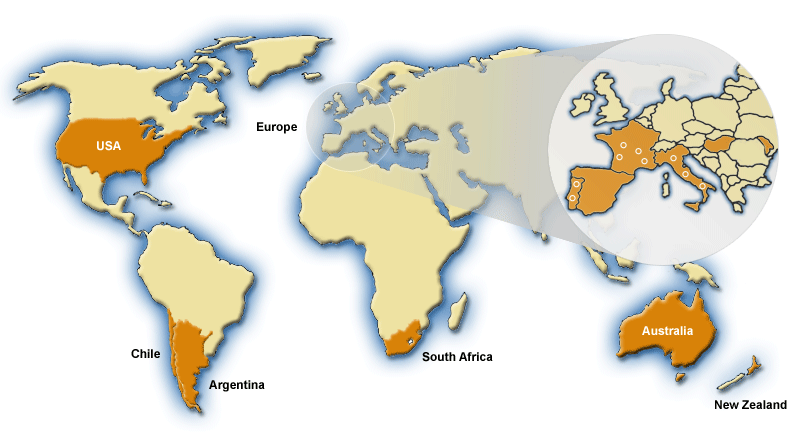 Europe
USA
Australia
Chile
South Africa
Argentina
New Zealand